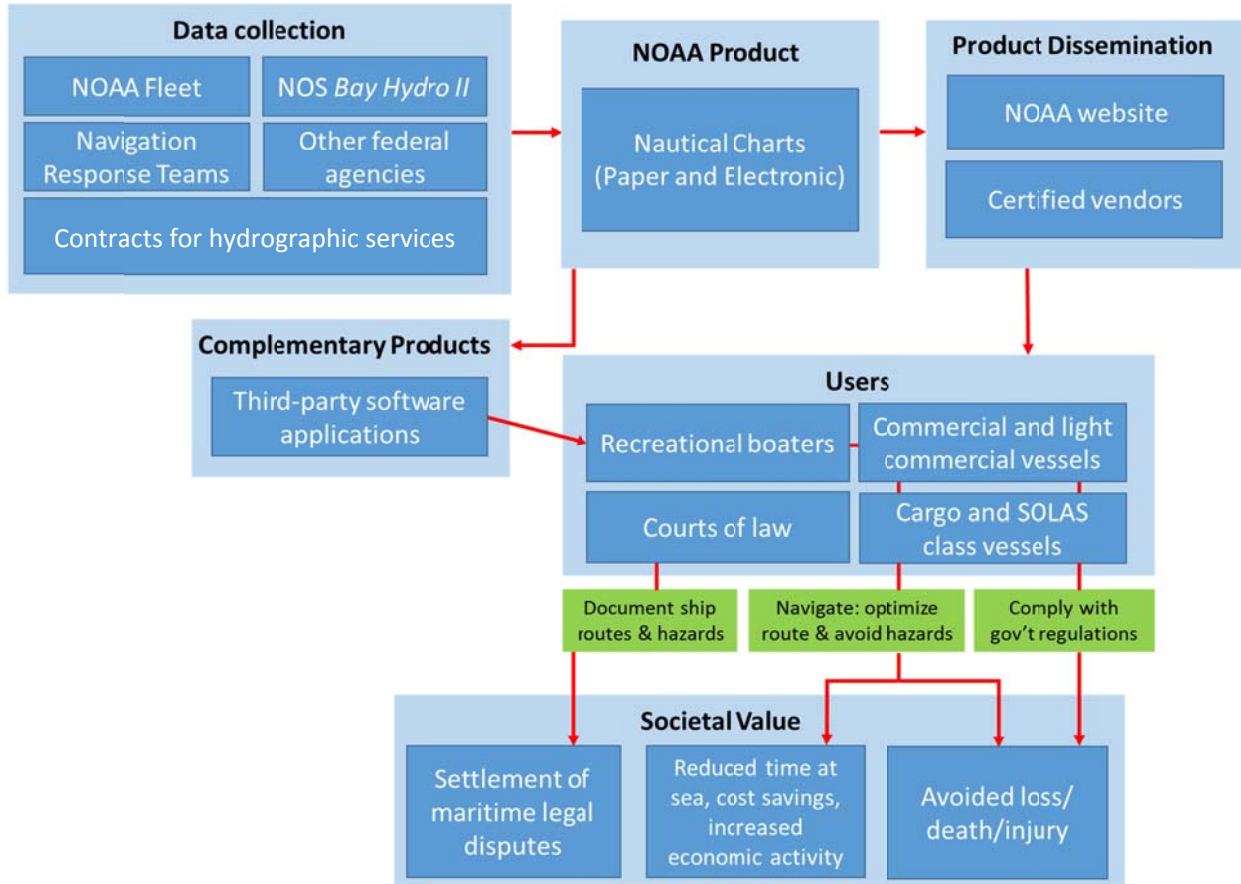 Data collection
NOAA Fleet
NOS Bay Hydro II
Navigation
Response Teams
Other federal
agencies
Contracts for hydrographic services
NOAA Product
Nautical Charts
(Paper and Electronic)
Product Dissemination
NOAA website
Certified vendors
Complementary Products
Third-party software
applications
Users
Recreational boaters
Commercial and light
commercial vessels
Courts of law
Cargo and SOLAS
class vessels
Document ship
routes & hazards
Navigate: optimize
route & avoid hazards
Comply with
gov't regulations
Societal Value
Settlement of
maritime legal
disputes
Reduced time at
sea, cost savings,
increased
economic activity
Avoided loss/
death/injury